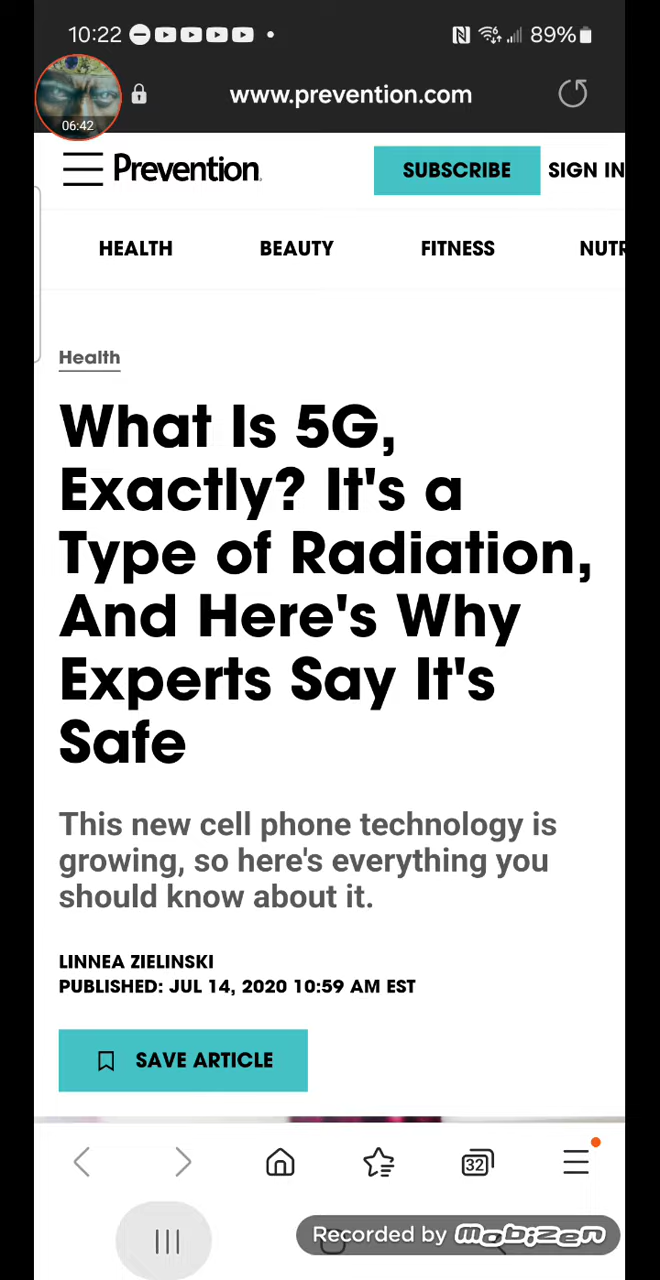 10:22
89%
06:42
www.prevention.com
Prevention
SUBSCRIBE
SIGN IN
HEALTH
BEAUTY
FITNESS
NUTR
Health
What Is 5G,
Exactly? It's a
Type of Radiation,
And Here's Why
Experts Say It's
Safe
This new cell phone technology is
growing, so here's everything you
should know about it.
LINNEA ZIELINSKI
PUBLISHED: JUL 14, 2020 10:59 AM EST
SAVE ARTICLE
32
Recorded by mobizen